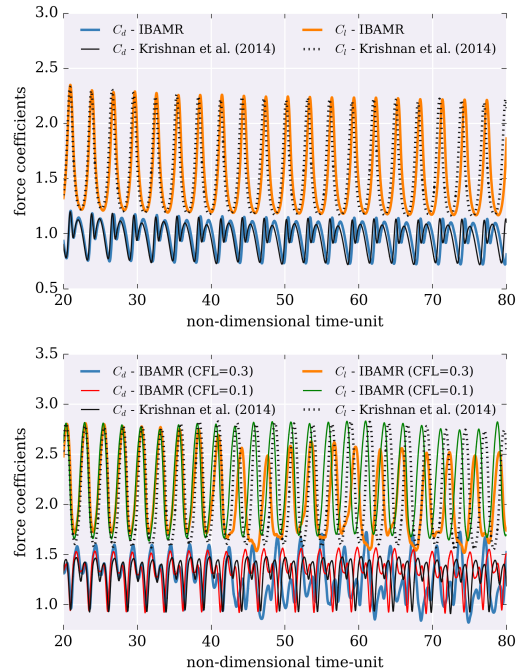 3.0
C_d - IBAMR C_l - IBAMR
C_d - Krishnan et al. (2014) C_l - Krishnan et al. (2014)
2.5
2.0
1.5
1.0
0.5
force coefficients
20 30 40 50 60 70 80
non-dimensional time-unit
3.5
C_d - IBAMR (CFL=0.3) C_l - IBAMR (CFL=0.3)
C_d - IBAMR (CFL=0.1) C_l - IBAMR (CFL=0.1)
3.0
C_d - Krishnan et al. (2014) C_l - Krishnan et al. (2014)
2.5
2.0
1.5
1.0
force coefficients
20 30 40 50 60 70 80
non-dimensional time-unit